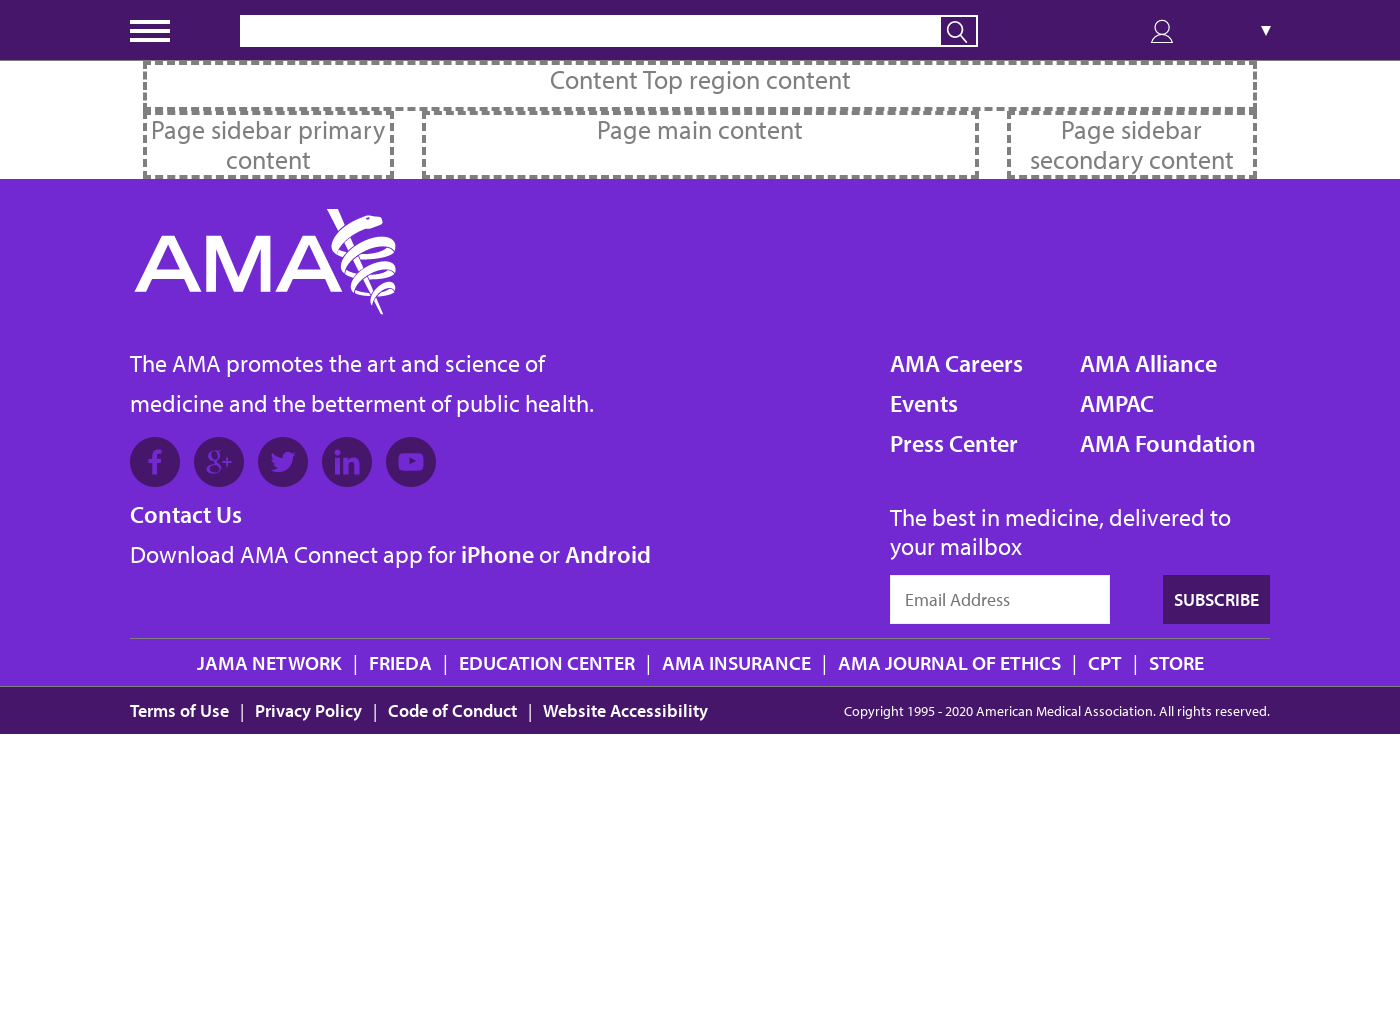 Content Top region content
Page sidebar primary
content
Page main content
Page sidebar
secondary content
AMA
The AMA promotes the art and science of
medicine and the betterment of public health.
Contact Us
Download AMA Connect app for iPhone or Android
AMA Careers
Events
Press Center
AMA Alliance
AMPAC
AMA Foundation
The best in medicine, delivered to
your mailbox
Email Address
SUBSCRIBE
JAMA NETWORK | FRIEDA | EDUCATION CENTER | AMA INSURANCE | AMA JOURNAL OF ETHICS | CPT | STORE
Terms of Use | Privacy Policy | Code of Conduct | Website Accessibility
Copyright 1995 - 2020 American Medical Association. All rights reserved.